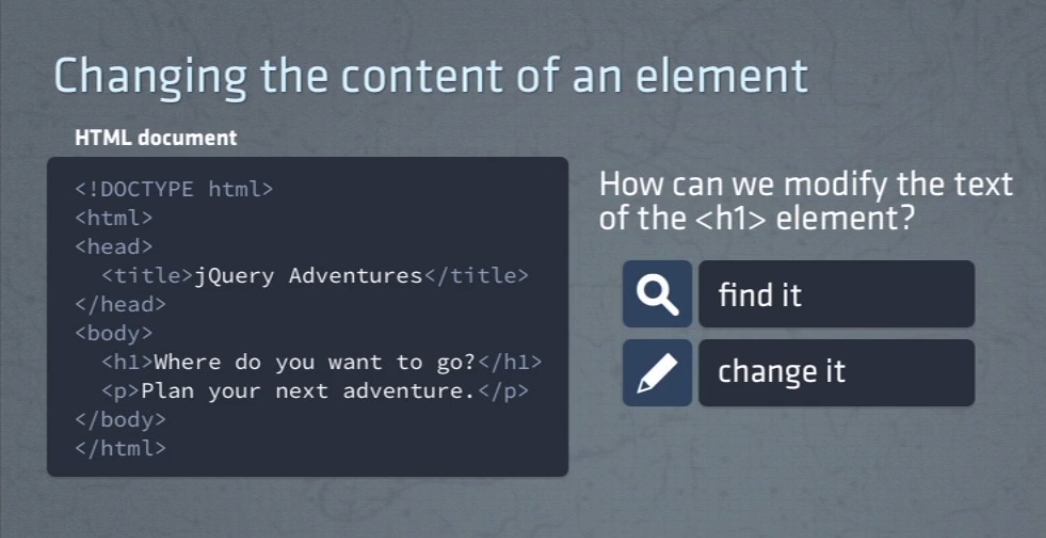 Changing the content of an element
HTML document
<!DOCTYPE html>
<html>
<head>
<title>jQuery Adventures</title>
</head>
<body>
<h1>Where do you want to go?</h1>
<p>Plan your next adventure.</p>
</body>
</html>
How can we modify the text
of the <h1> element?
find it
change it